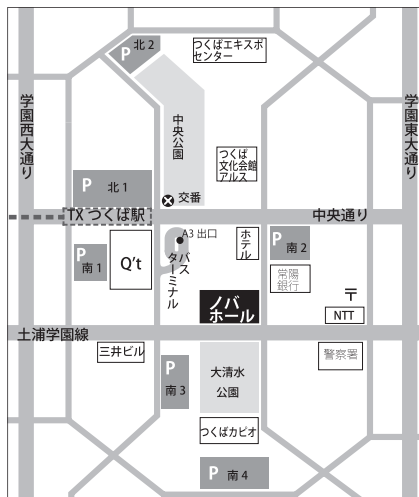 P
北2
つくばエキスポ
センター
学園西大通り
学園東大通り
中央公園
つくば
文化会館
アルス
P
北1
交番
TX つくば駅
中央通り
A3 出口
P
南1
Q't
バス
ターミナル
ホテル
P
南2
常陽
銀行
〒
ノバ
ホール
NTT
土浦学園線
三井ビル
P
南3
大清水
公園
警察署
つくばカピオ
P
南4